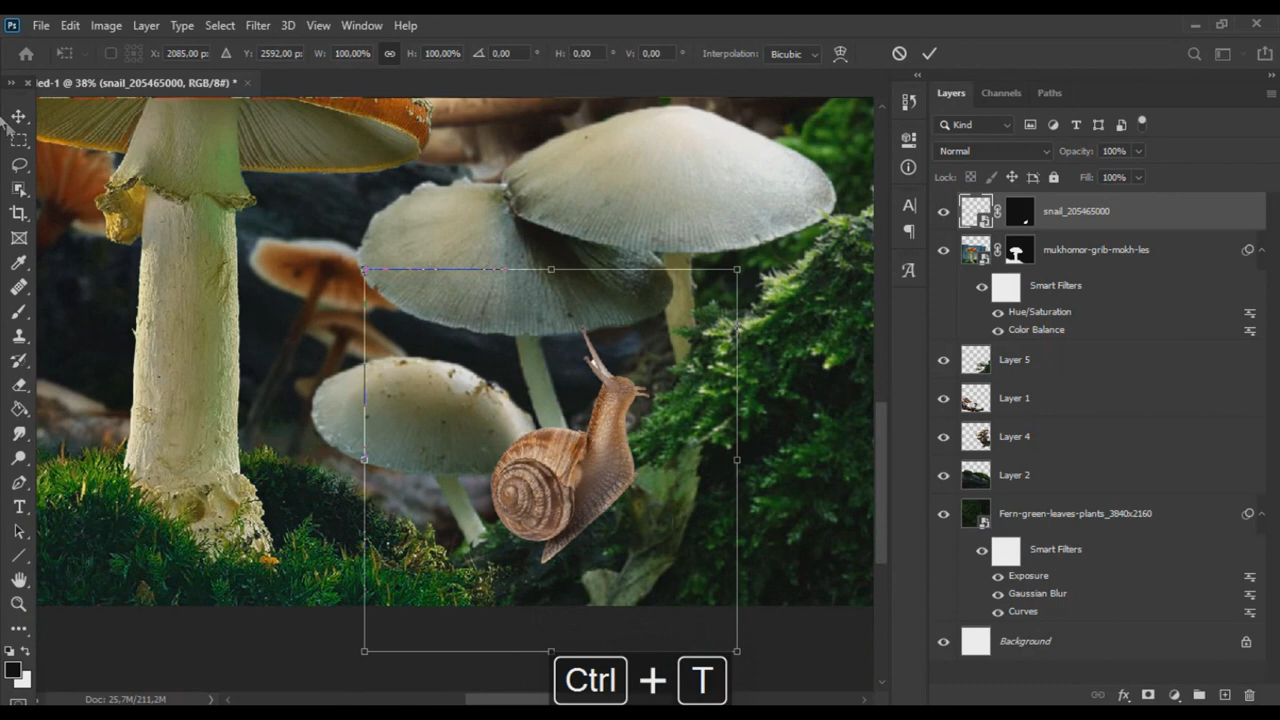 Ps File Edit Image Layer Type Select Filter 3D View Window Help
X: 2085,00 p: Y: 2592,00 p: W: 100,00% H: 100,00% 0,00 ° H: 0,00 ° V: 0,00 ° Interpolation: Bicubic
led-1 @ 38% (snail_205465000, RGB/8#) *
Layers Channels Paths
Kind
Normal Opacity: 100%
Lock: Fill: 100%
snail_205465000
mukhomor-grib-mokh-les
Smart Filters
Hue/Saturation
Color Balance
Layer 5
Layer 1
Layer 4
Layer 2
Fern-green-leaves-plants_3840x2160
Smart Filters
Exposure
Gaussian Blur
Curves
Background
Ctrl + T
Doc: 25,7M/211,2M